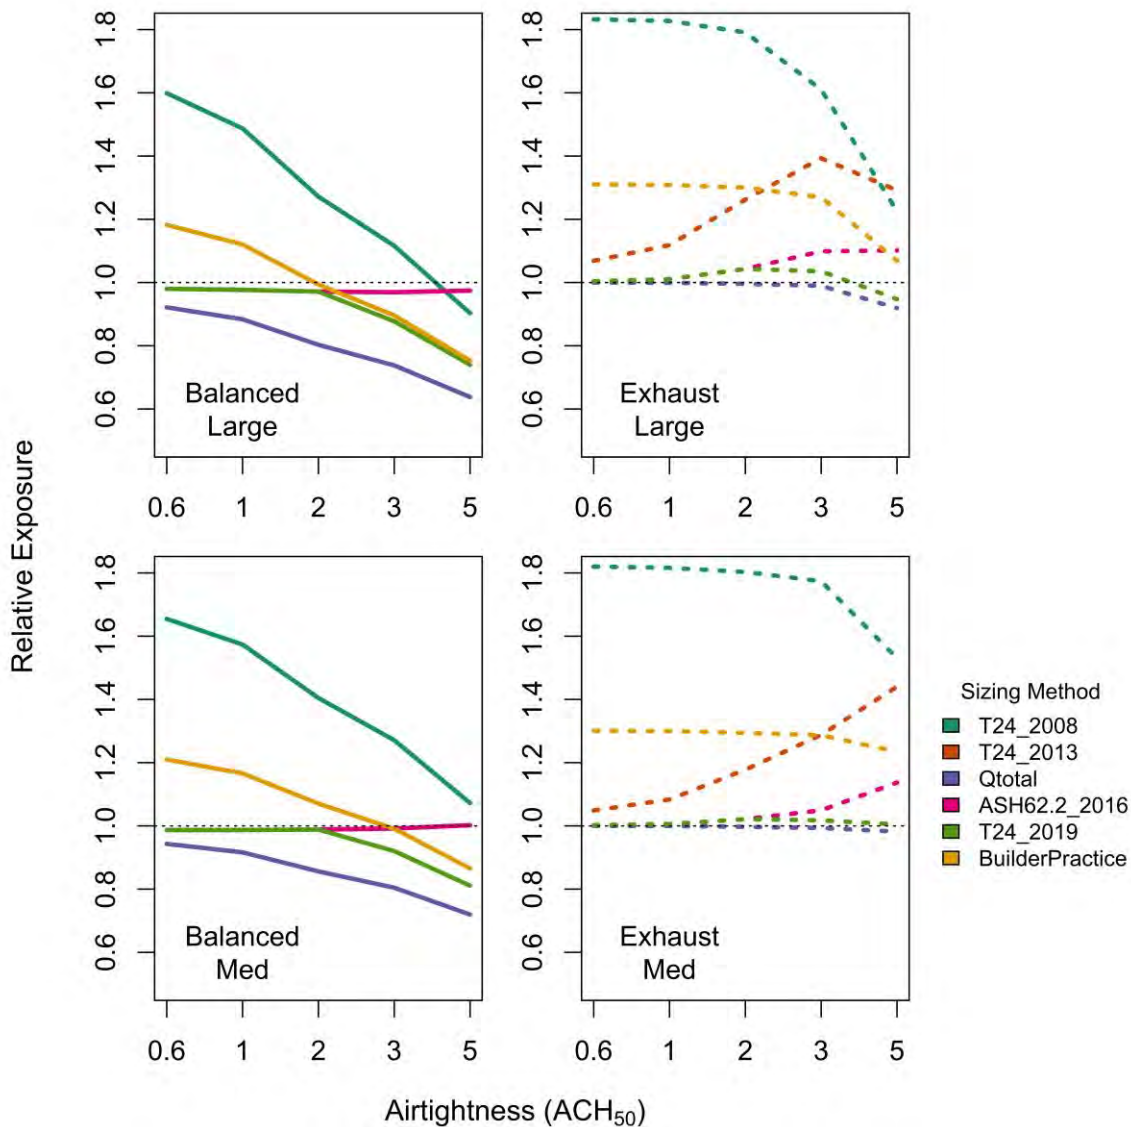 Relative Exposure
0.6 0.8 1.0 1.2 1.4 1.6 1.8
Balanced
Large
0.6 1 2 3 5
0.6 0.8 1.0 1.2 1.4 1.6 1.8
Exhaust
Large
0.6 1 2 3 5
0.6 0.8 1.0 1.2 1.4 1.6 1.8
Balanced
Med
0.6 1 2 3 5
0.6 0.8 1.0 1.2 1.4 1.6 1.8
Exhaust
Med
0.6 1 2 3 5
Sizing Method
T24_2008
T24_2013
Qtotal
ASH62.2_2016
T24_2019
BuilderPractice
Airtightness (ACH₅₀)